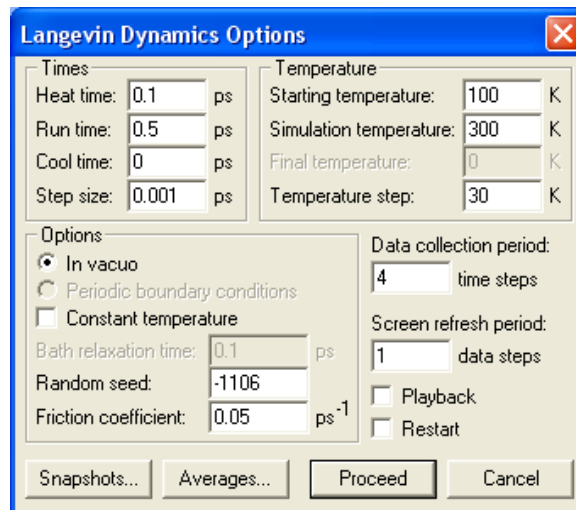 Langevin Dynamics Options
Times
Heat time: 0.1 ps
Run time: 0.5 ps
Cool time: 0 ps
Step size: 0.001 ps
Temperature
Starting temperature: 100 K
Simulation temperature: 300 K
Final temperature: 0 K
Temperature step: 30 K
Options
In vacuo
Periodic boundary conditions
Constant temperature
Bath relaxation time: 0.1 ps
Random seed: -1106
Friction coefficient: 0.05 ps-1
Data collection period:
4 time steps
Screen refresh period:
1 data steps
Playback
Restart
Snapshots... Averages... Proceed Cancel